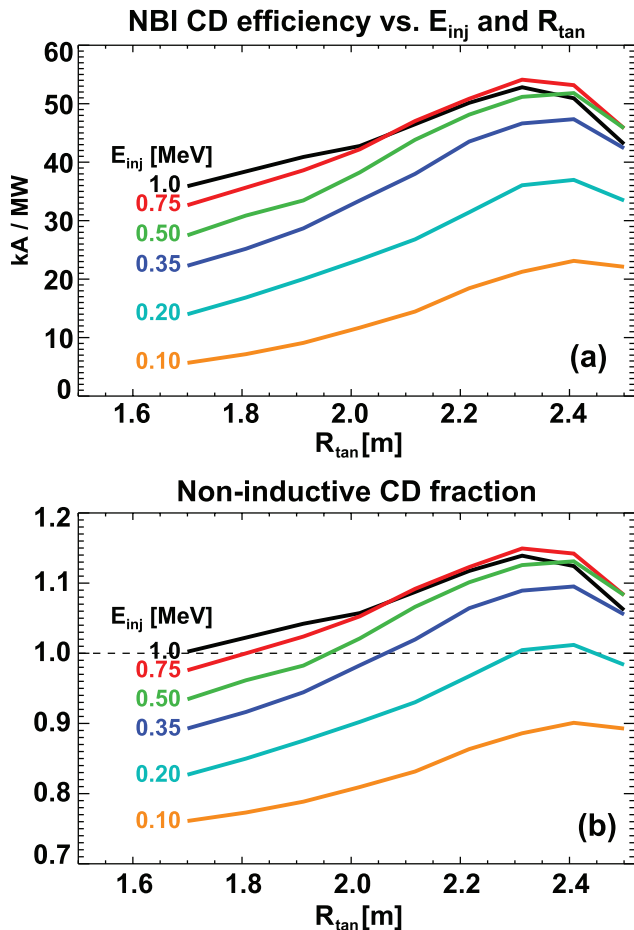 NBI CD efficiency vs. E_inj and R_tan
60
50
40
30
20
10
0
kA / MW
E_inj [MeV]
1.0
0.75
0.50
0.35
0.20
0.10
(a)
1.6 1.8 2.0 2.2 2.4
R_tan [m]
Non-inductive CD fraction
1.2
1.1
1.0
0.9
0.8
0.7
E_inj [MeV]
1.0
0.75
0.50
0.35
0.20
0.10
(b)
1.6 1.8 2.0 2.2 2.4
R_tan [m]